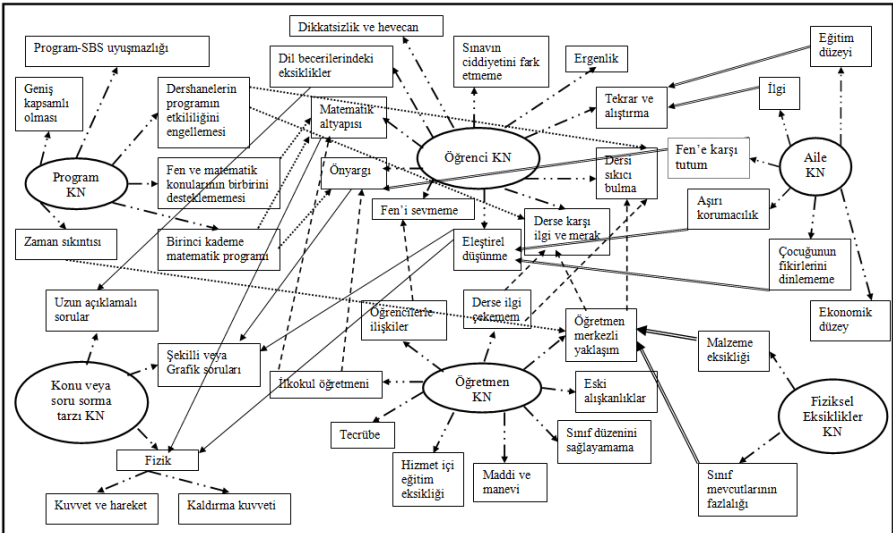 Dikkatsizlik ve hevecan
Program-SBS uyuşmazlığı
Dil becerilerindeki
eksiklikler
Sınavın
ciddiyetini fark
etmeme
Ergenlik
Eğitim
düzeyi
Geniş
kapsamlı
olması
Dershanelerin
programın
etkililiğini
engellemesi
Matematik
altyapısı
Tekrar ve
alıştırma
İlgi
Program
KN
Fen ve matematik
konularının birbirini
desteklememesi
Önyargı
Öğrenci KN
Dersi
sıkıcı
bulma
Fen’e karşı
tutum
Aile
KN
Zaman sıkıntısı
Birinci kademe
matematik programı
Fen’i sevmeme
Eleştirel
düşünme
Derse karşı
ilgi ve merak
Aşırı
korumacılık
Çocuğunun
fikirlerini
dinlememe
Uzun açıklamalı
sorular
Öğrencilerle
ilişkiler
Derse ilgi
çekemem
Öğretmen
merkezli
yaklaşım
Malzeme
eksikliği
Ekonomik
düzey
Konu veya
soru sorma
tarzı KN
Şekilli veya
Grafik soruları
İlkokul öğretmeni
Öğretmen
KN
Eski
alışkanlıklar
Fiziksel
Eksiklikler
KN
Fizik
Tecrübe
Hizmet içi
eğitim
eksikliği
Maddi ve
manevi
Sınıf düzenini
sağlayamama
Sınıf
mevcutlarının
fazlalığı
Kuvvet ve hareket
Kaldırma kuvveti